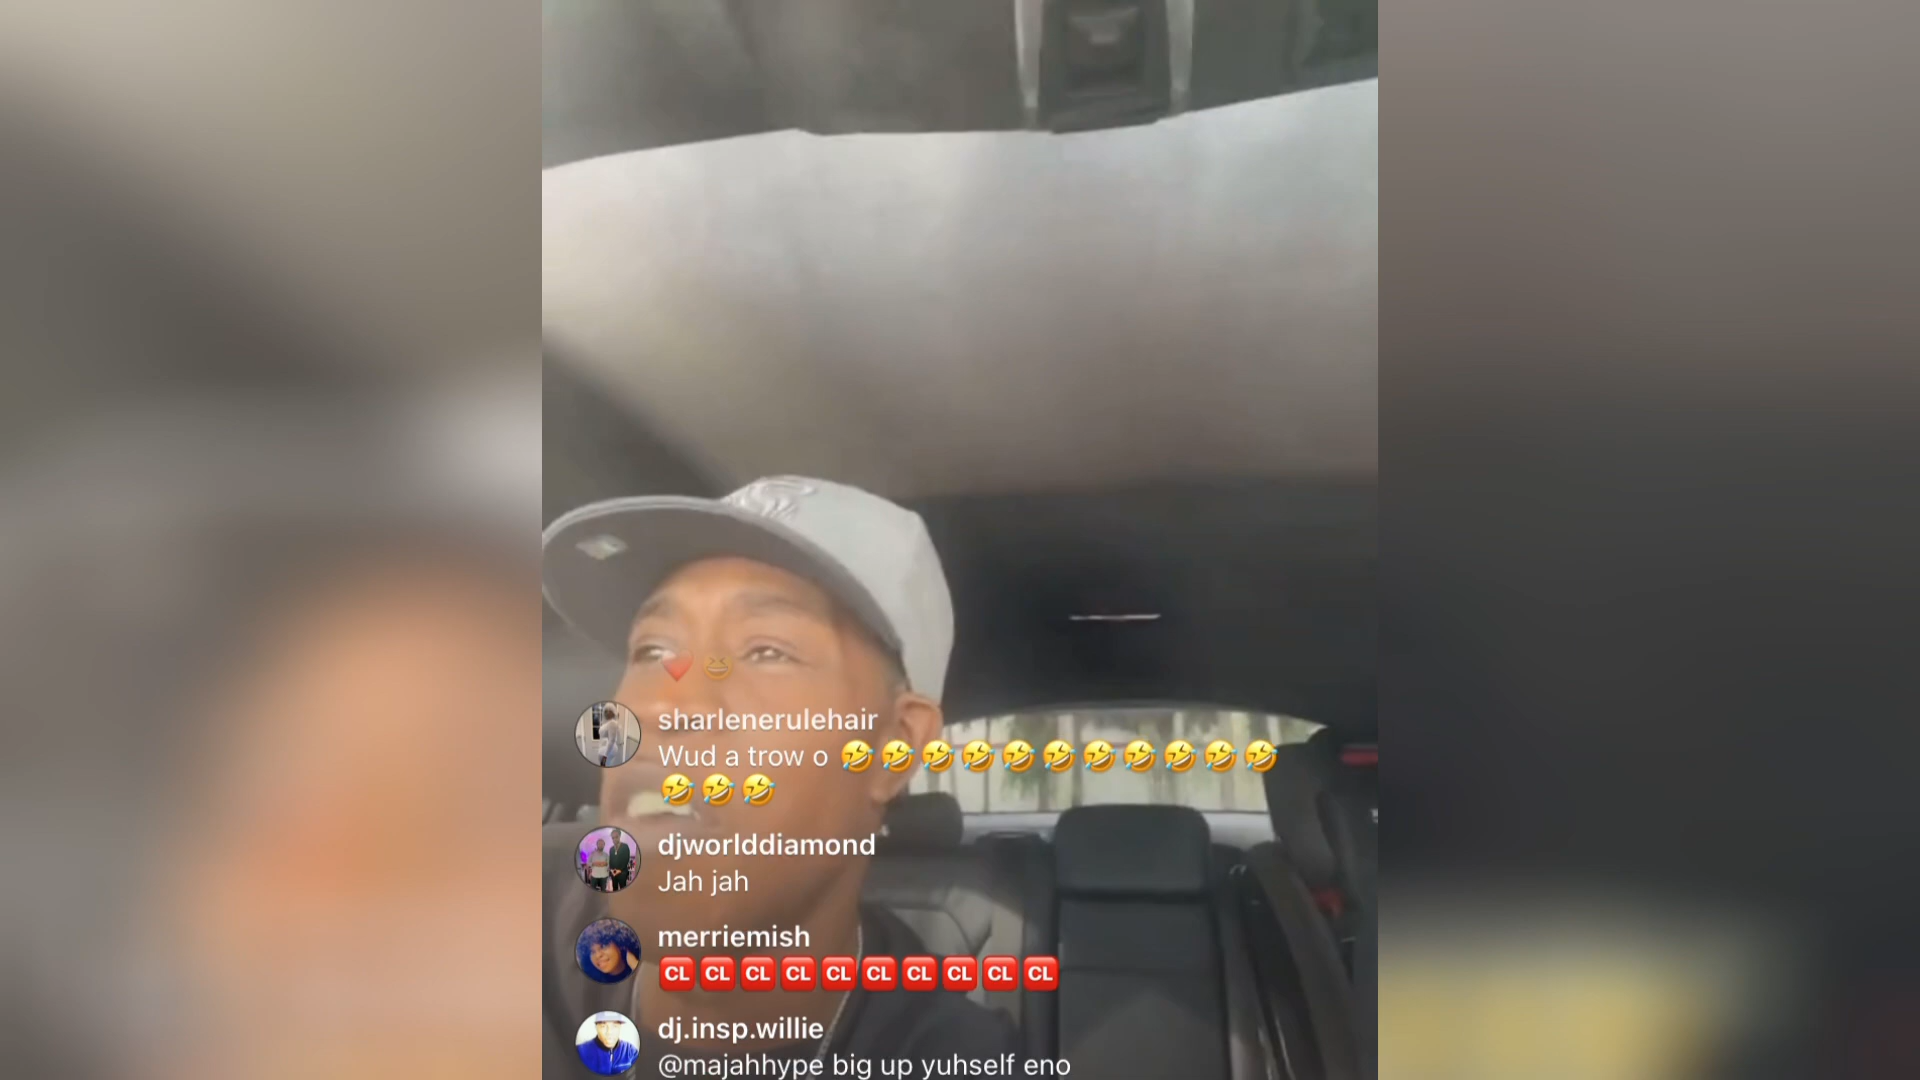 sharlenerulehair
Wud a trow o 🤣🤣🤣🤣🤣🤣🤣🤣🤣🤣🤣
🤣🤣🤣
djworlddiamond
Jah jah
merriemish
🆑🆑🆑🆑🆑🆑🆑🆑🆑🆑
dj.insp.willie
@majahhype big up yuhself eno